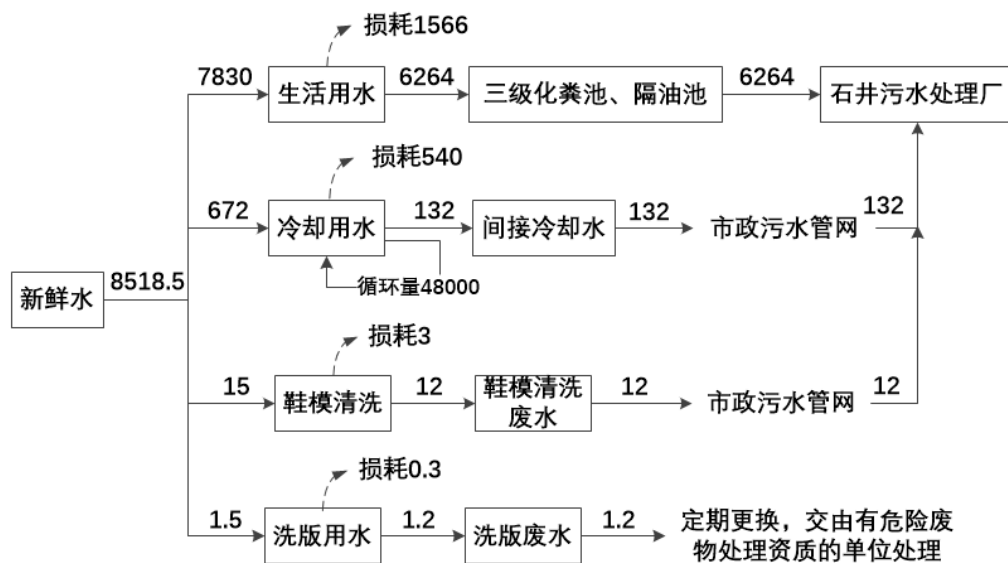 损耗1566
7830
生活用水
6264
三级化粪池、隔油池
6264
石井污水处理厂
损耗540
672
冷却用水
132
间接冷却水
132
市政污水管网
132
循环量48000
新鲜水
8518.5
损耗3
15
鞋模清洗
12
鞋模清洗
废水
12
市政污水管网
12
损耗0.3
1.5
洗版用水
1.2
洗版废水
1.2
定期更换，交由有危险废
物处理资质的单位处理